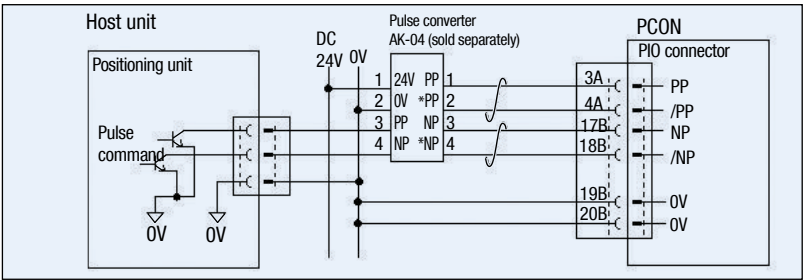 Host unit
Positioning unit
Pulse
command
0V
0V
DC
24V 0V
Pulse converter
AK-04 (sold separately)
1 24V PP 1
2 0V *PP 2
3 PP NP 3
4 NP *NP 4
PCON
PIO connector
3A PP
4A /PP
17B NP
18B /NP
19B 0V
20B 0V